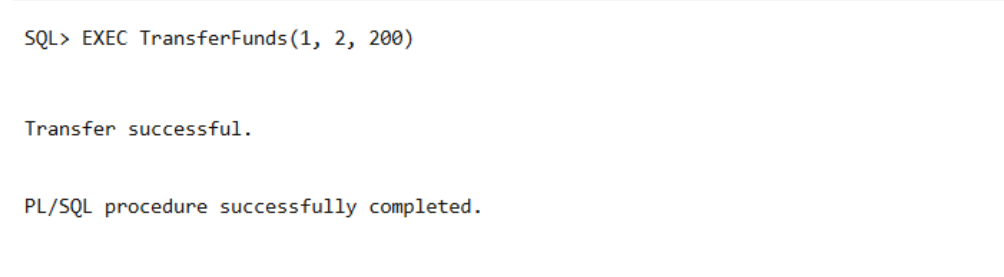 SQL> EXEC TransferFunds(1, 2, 200)
Transfer successful.
PL/SQL procedure successfully completed.